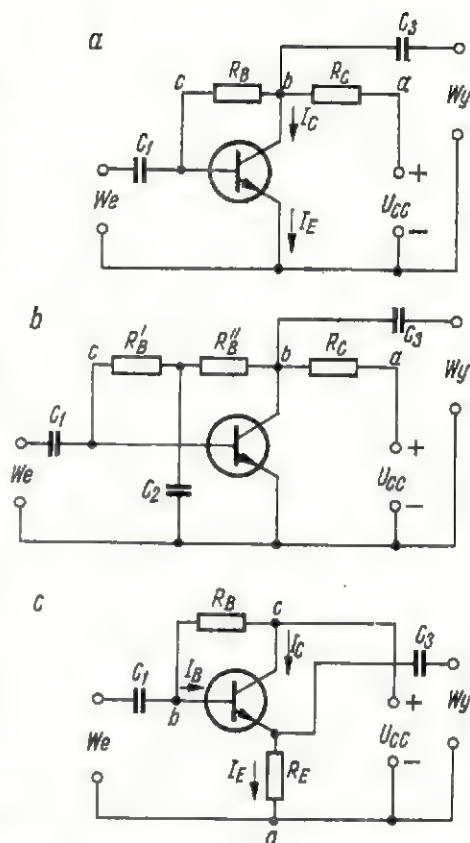 a
C3
c RB b RC a
IC
C1
Wy
We
IE
+
UCC
−
b
C3
c R'B R''B b RC a
C1
Wy
We
C2
+
UCC
−
c
RB c
IC
C3
C1 IB
b
+
We
UCC
Wy
IE RE
−
a